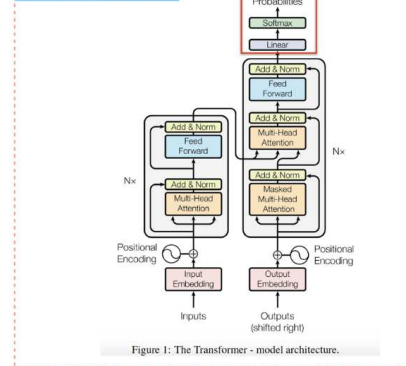 Probabilities
Softmax
Linear
Add & Norm
Feed
Forward
Add & Norm
Multi-Head
Attention
Add & Norm
Masked
Multi-Head
Attention
Nx
Add & Norm
Feed
Forward
Add & Norm
Multi-Head
Attention
Nx
Positional
Encoding
Positional
Encoding
Input
Embedding
Output
Embedding
Inputs
Outputs
(shifted right)
Figure 1: The Transformer - model architecture.